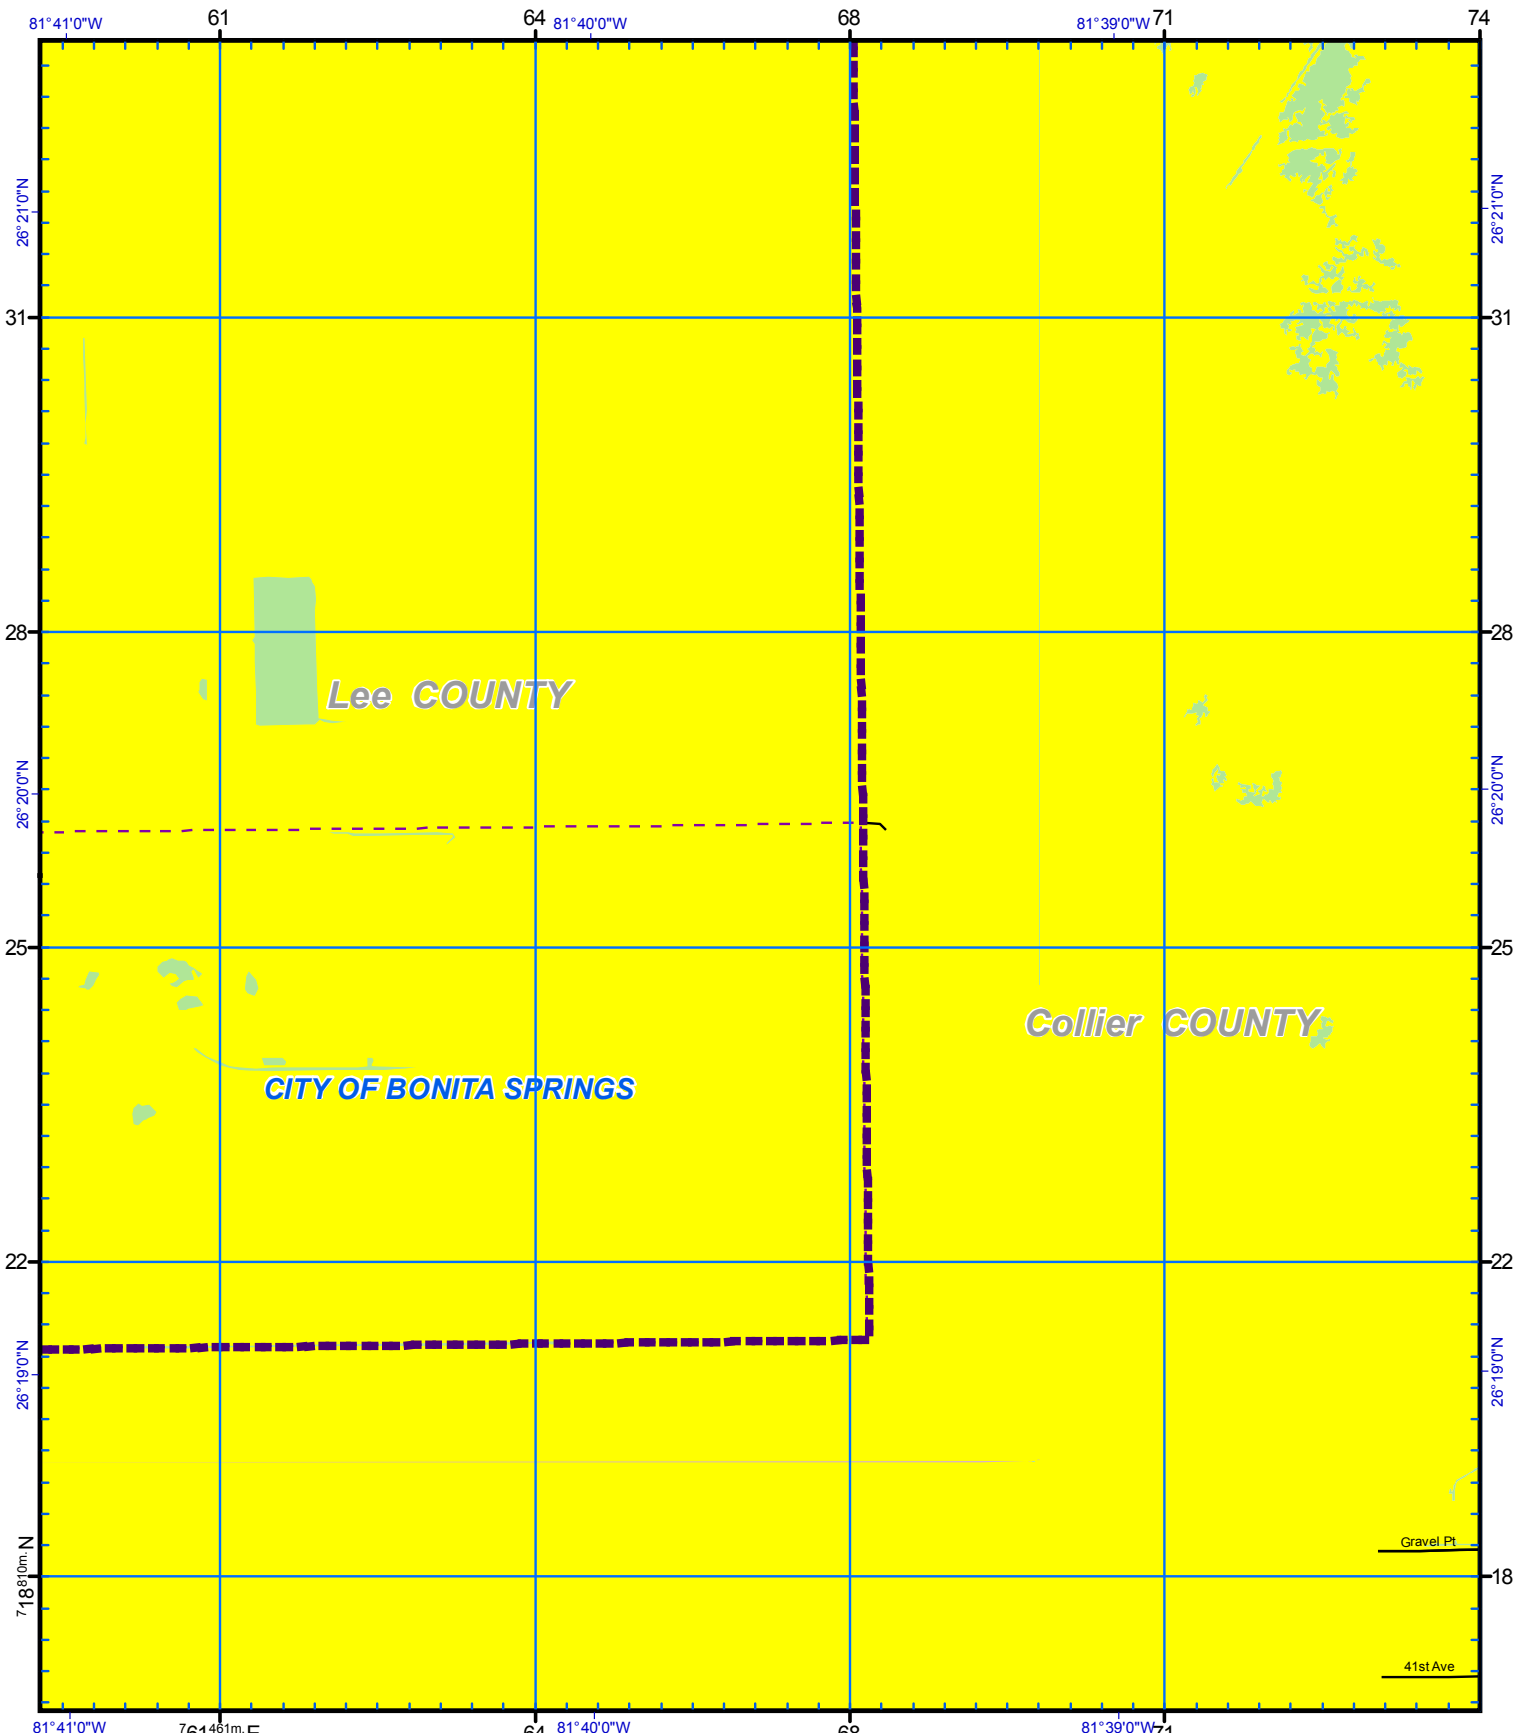 61 64 68 71 74
81°41'0"W 81°40'0"W 81°39'0"W
26°21'0"N 26°21'0"N
31 31
28 28
Lee COUNTY
26°20'0"N 26°20'0"N
25 25
Collier COUNTY
CITY OF BONITA SPRINGS
22 22
26°19'0"N 26°19'0"N
Gravel Pt
718810m. N 18
41st Ave
81°41'0"W 761461m. E 64 81°40'0"W 68 81°39'0"W 71